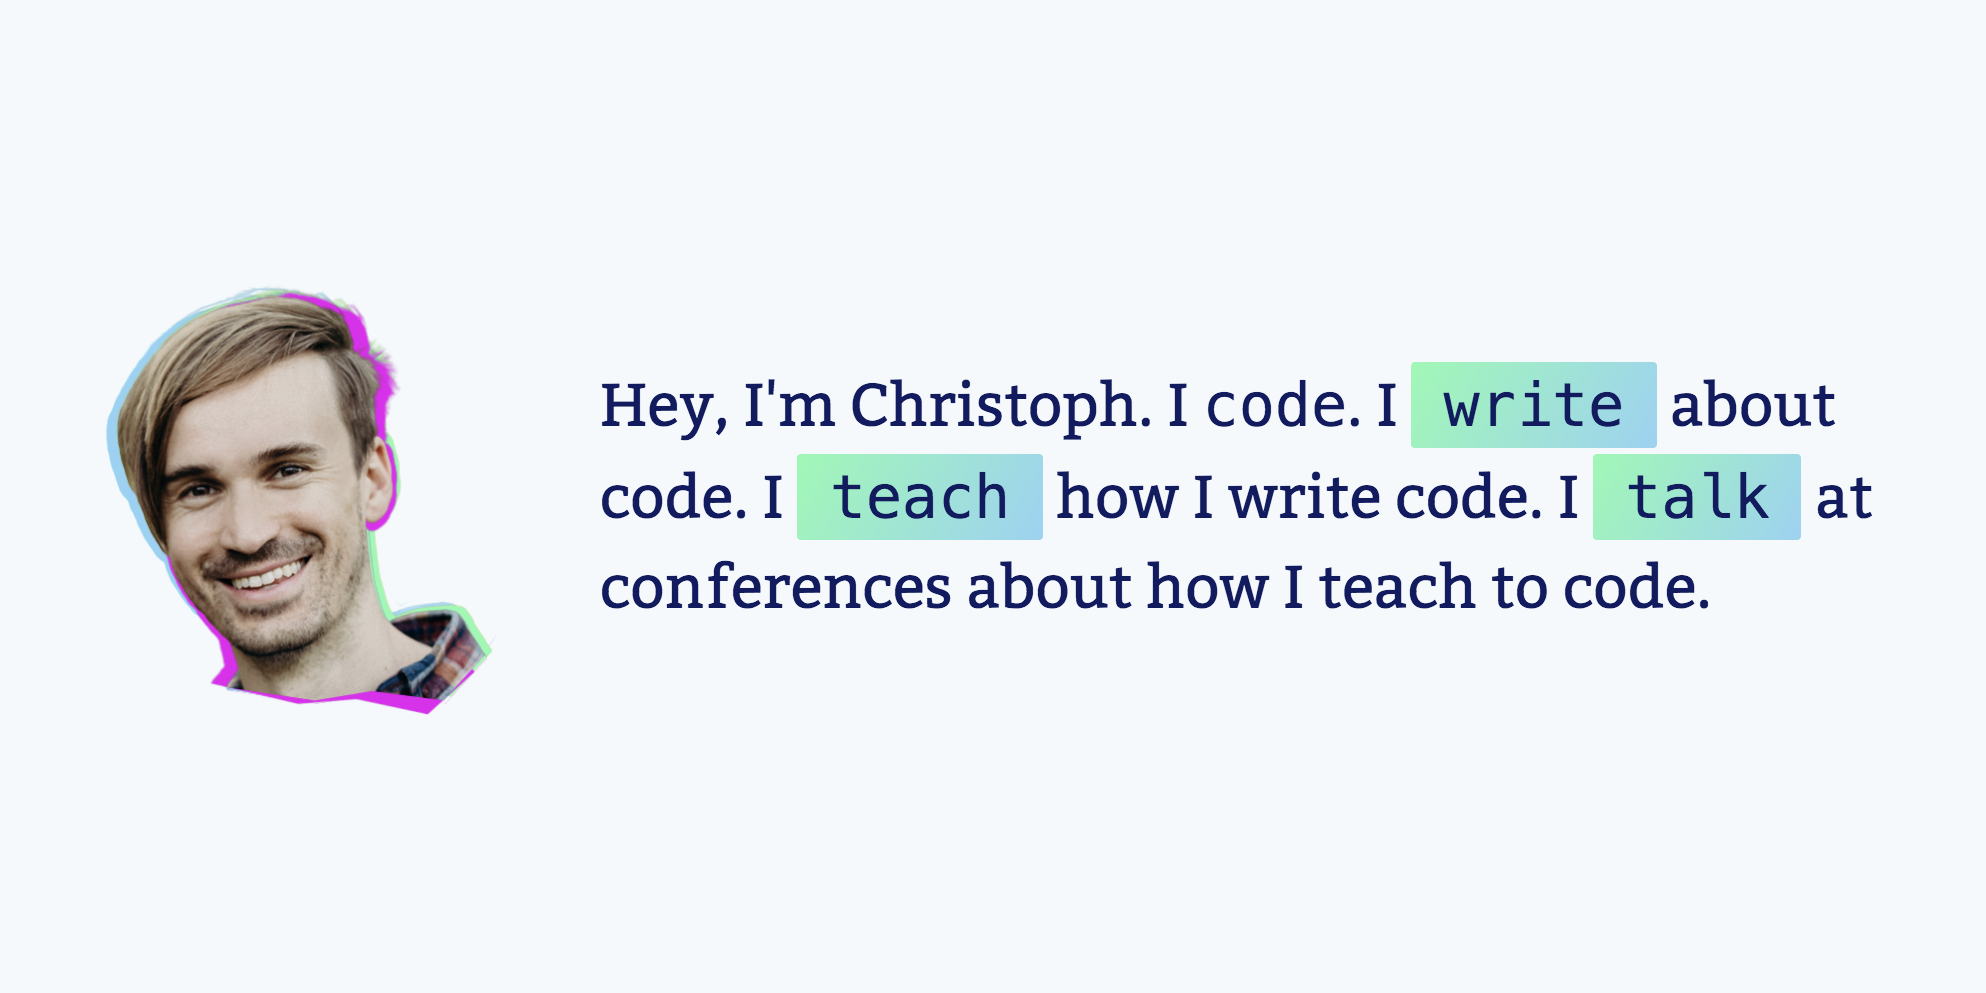 Hey, I'm Christoph. I code. I write about
code. I teach how I write code. I talk at
conferences about how I teach to code.